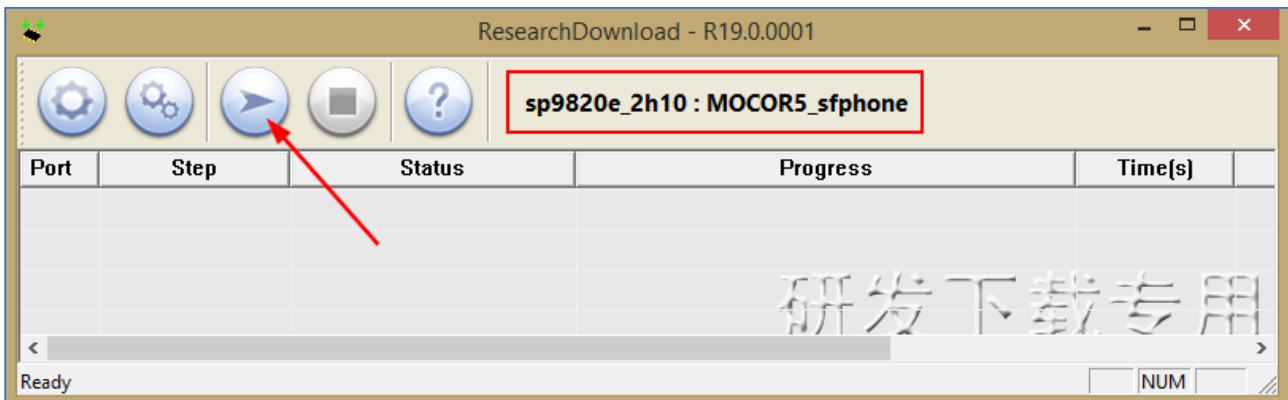 ResearchDownload - R19.0.0001
sp9820e_2h10 : MOCOR5_sfphone
Port Step Status Progress Time(s)
研发下载专用
Ready NUM